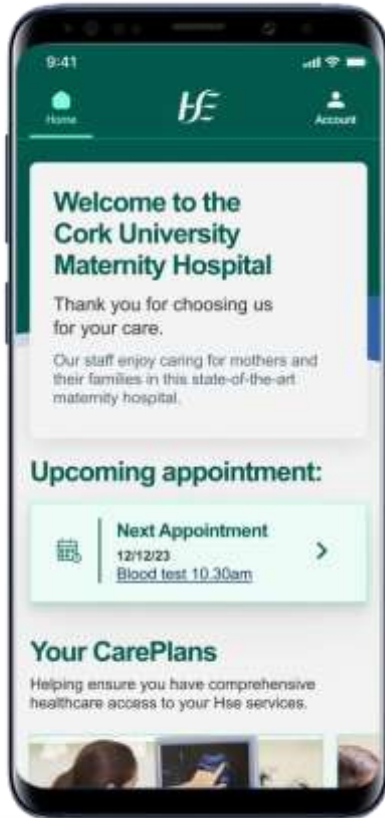 9:41
Home
HSE
Account
Welcome to the
Cork University
Maternity Hospital
Thank you for choosing us
for your care.
Our staff enjoy caring for mothers and
their families in this state-of-the-art
maternity hospital.
Upcoming appointment:
Next Appointment
12/12/23
Blood test 10.30am
Your CarePlans
Helping ensure you have comprehensive
healthcare access to your Hse services.